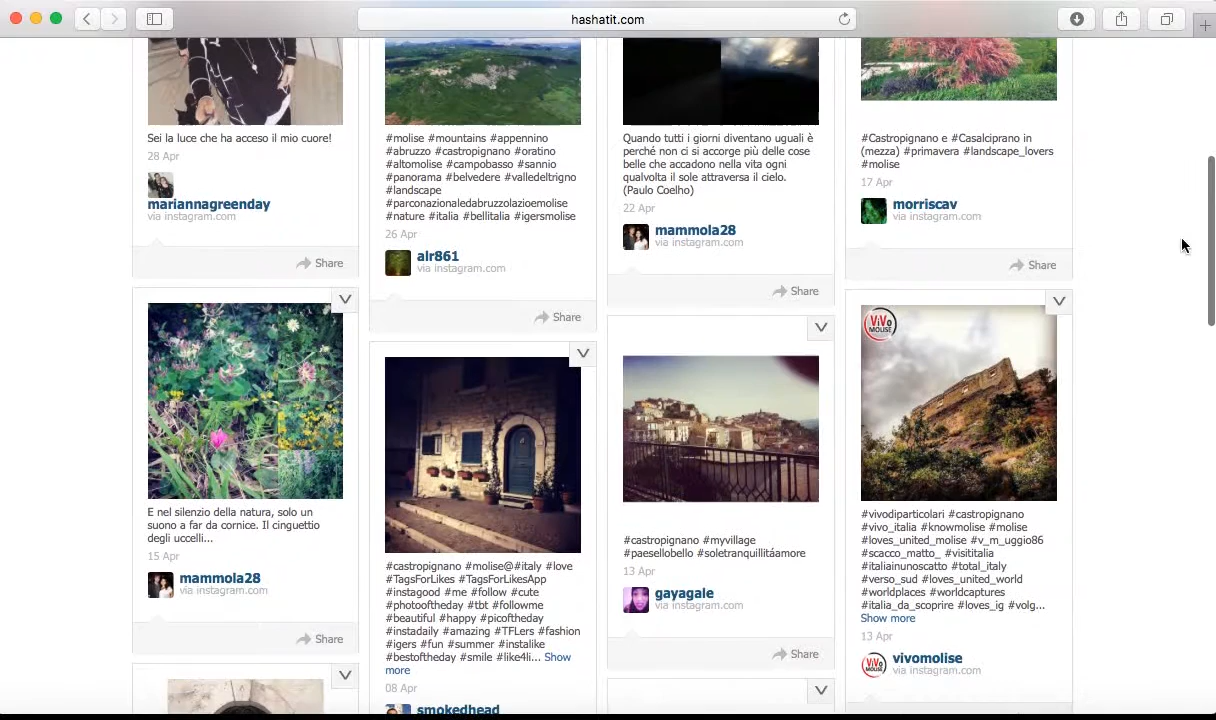 hashatit.com
Sei la luce che ha acceso il mio cuore!
28 Apr
mariannagreenday
via instagram.com
Share
E nel silenzio della natura, solo un
suono a far da cornice. Il cinguettio
degli uccelli...
15 Apr
mammola28
via instagram.com
Share
#molise #mountains #appennino
#abruzzo #castropignano #oratino
#altomolise #campobasso #sannio
#panorama #belvedere #valledeltrigno
#landscape
#parconazionaledabruzzolazioemolise
#nature #italia #bellitalia #igersmolise
26 Apr
alr861
via instagram.com
Share
#castropignano #molise@#italy #love
#TagsForLikes #TagsForLikesApp
#instagood #me #follow #cute
#photooftheday #tbt #followme
#beautiful #happy #picoftheday
#instadaily #amazing #TFLers #fashion
#igers #fun #summer #instalike
#bestoftheday #smile #like4li... Show
more
08 Apr
smokedhead
Quando tutti i giorni diventano uguali è
perché non ci si accorge più delle cose
belle che accadono nella vita ogni
qualvolta il sole attraversa il cielo.
(Paulo Coelho)
22 Apr
mammola28
via instagram.com
Share
#castropignano #myvillage
#paesellobello #soletranquillitáamore
13 Apr
gayagale
via instagram.com
Share
#Castropignano e #Casalciprano in
(mezza) #primavera #landscape_lovers
#molise
17 Apr
morriscav
via instagram.com
Share
ViVo
MOLISE
#vivodiparticolari #castropignano
#vivo_italia #knowmolise #molise
#loves_united_molise #v_m_uggio86
#scacco_matto_ #visititalia
#italiainunoscatto #total_italy
#verso_sud #loves_united_world
#worldplaces #worldcaptures
#italia_da_scoprire #loves_ig #volg...
Show more
13 Apr
vivomolise
via instagram.com